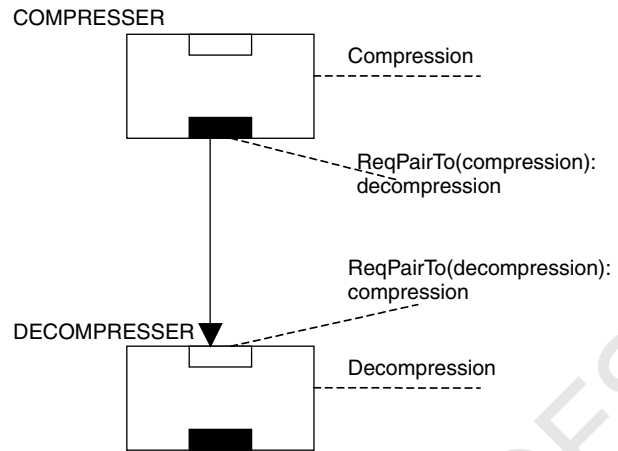 COMPRESSER
Compression
ReqPairTo(compression):
decompression
ReqPairTo(decompression):
compression
DECOMPRESSER
Decompression